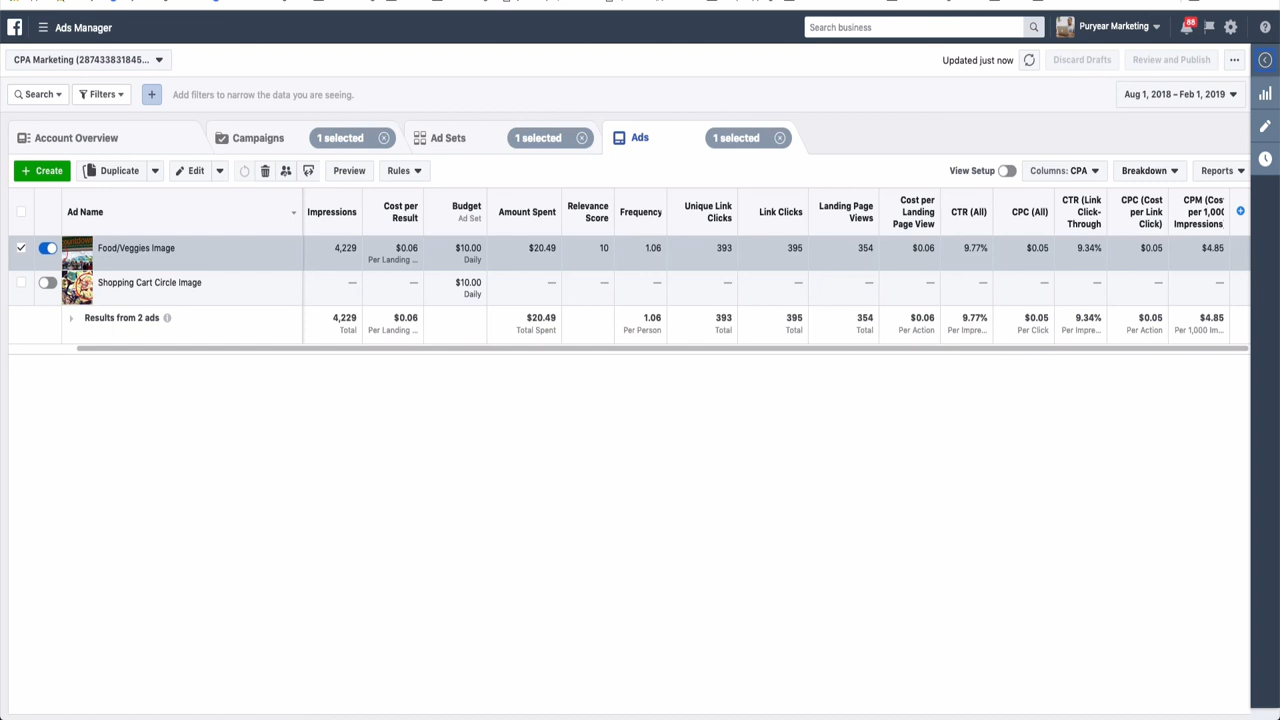 Ads Manager
Search business
Puryear Marketing
88
CPA Marketing (287433831845...
Updated just now
Discard Drafts
Review and Publish
Search
Filters
Add filters to narrow the data you are seeing.
Aug 1, 2018 – Feb 1, 2019
Account Overview
Campaigns
1 selected
Ad Sets
1 selected
Ads
1 selected
+ Create
Duplicate
Edit
Preview
Rules
View Setup
Columns: CPA
Breakdown
Reports
Ad Name
Impressions
Cost per
Result
Budget
Ad Set
Amount Spent
Relevance
Score
Frequency
Unique Link
Clicks
Link Clicks
Landing Page
Views
Cost per
Landing
Page View
CTR (All)
CPC (All)
CTR (Link
Click-
Through
CPC (Cost
per Link
Click)
CPM (Cos
per 1,000
Impressions
Food/Veggies Image
4,229
$0.06
Per Landing ...
$10.00
Daily
$20.49
10
1.06
393
395
354
$0.06
9.77%
$0.05
9.34%
$0.05
$4.85
Shopping Cart Circle Image
—
—
$10.00
Daily
—
—
—
—
—
—
—
—
—
—
—
—
Results from 2 ads
4,229
Total
$0.06
Per Landing ...
$20.49
Total Spent
1.06
Per Person
393
Total
395
Total
354
Total
$0.06
Per Action
9.77%
Per Impre...
$0.05
Per Click
9.34%
Per Impre...
$0.05
Per Action
$4.85
Per 1,000 Im...